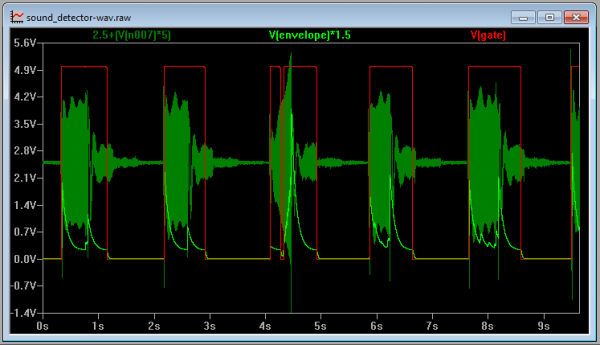 sound_detector-wav.raw
2.5+(V(n007)*5) V(envelope)*1.5 V(gate)
5.6V
4.9V
4.2V
3.5V
2.8V
2.1V
1.4V
0.7V
0.0V
-0.7V
-1.4V
0s 1s 2s 3s 4s 5s 6s 7s 8s 9s